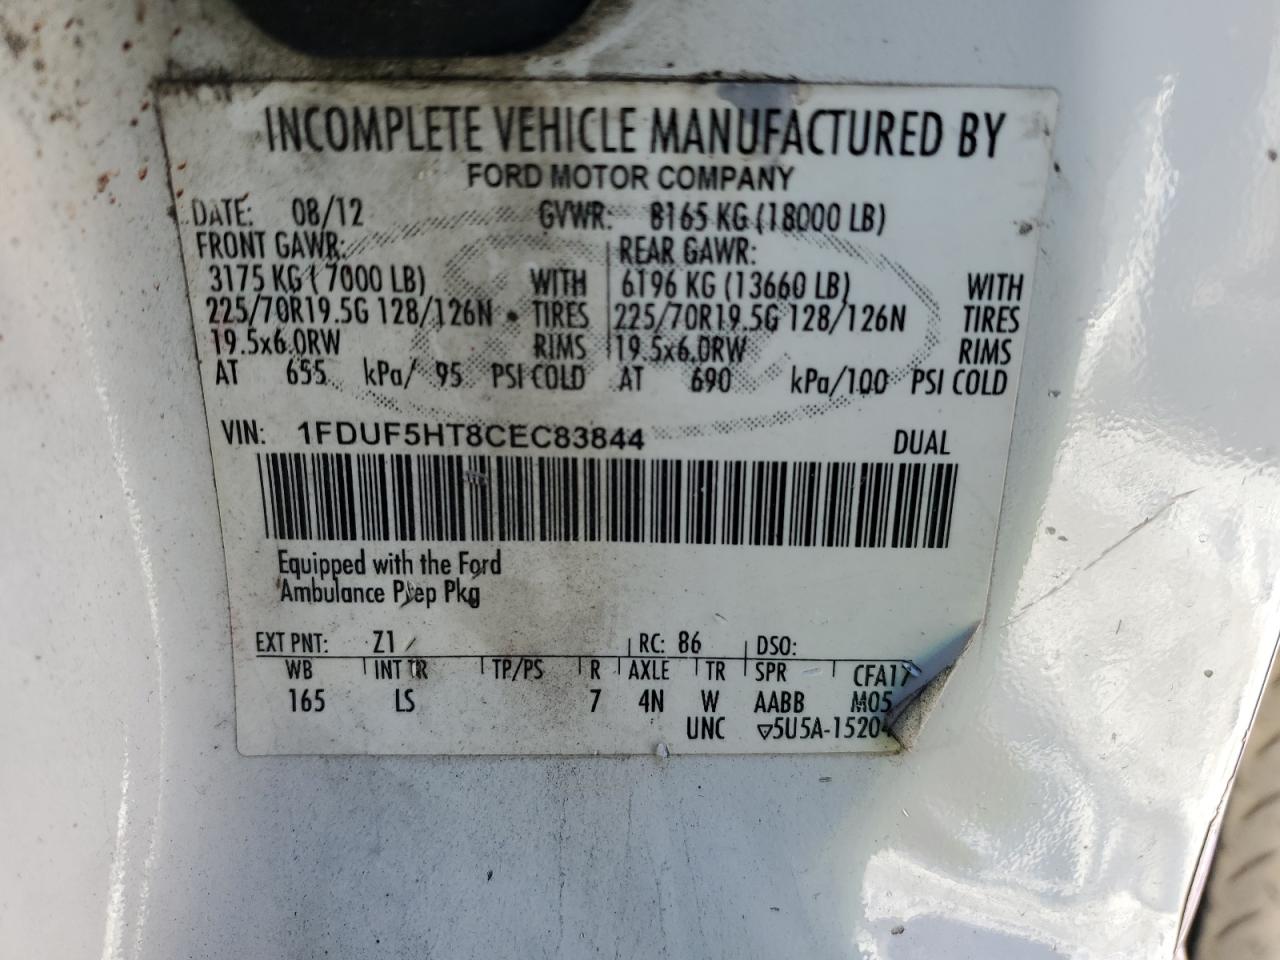 INCOMPLETE VEHICLE MANUFACTURED BY
FORD MOTOR COMPANY
DATE: 08/12 GVWR: 8165 KG (18000 LB)
FRONT GAWR: REAR GAWR:
3175 KG (7000 LB) WITH 6196 KG (13660 LB) WITH
225/70R19.5G 128/126N TIRES 225/70R19.5G 128/126N TIRES
19.5x6.0RW RIMS 19.5x6.0RW RIMS
AT 655 kPa/ 95 PSI COLD AT 690 kPa/100 PSI COLD
VIN: 1FDUF5HT8CEC83844 DUAL
Equipped with the Ford
Ambulance Prep Pkg
EXT PNT: Z1 RC: 86 DSO:
WB INT TR TP/PS R AXLE TR SPR CFA17
165 LS 7 4N W AABB M05
UNC ▽5U5A-1520